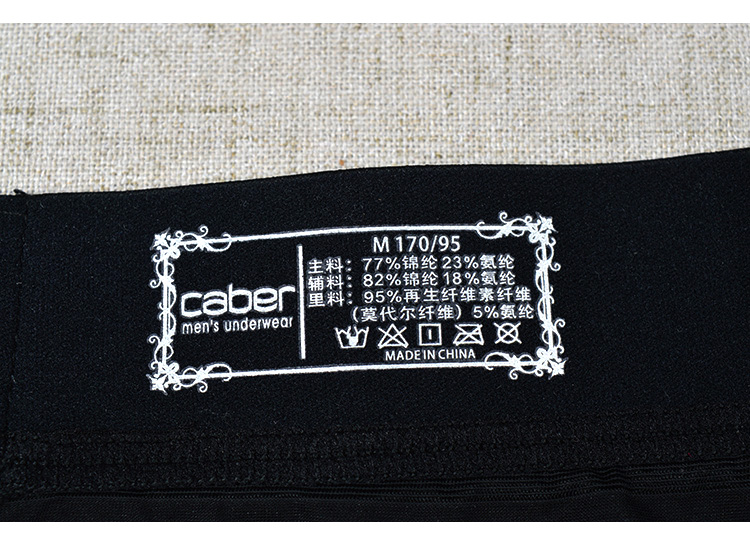 caber
men's underwear
M 170/95
主料：77%锦纶 23%氨纶
辅料：82%锦纶 18%氨纶
里料：95%再生纤维素纤维
（莫代尔纤维）5%氨纶
MADE IN CHINA